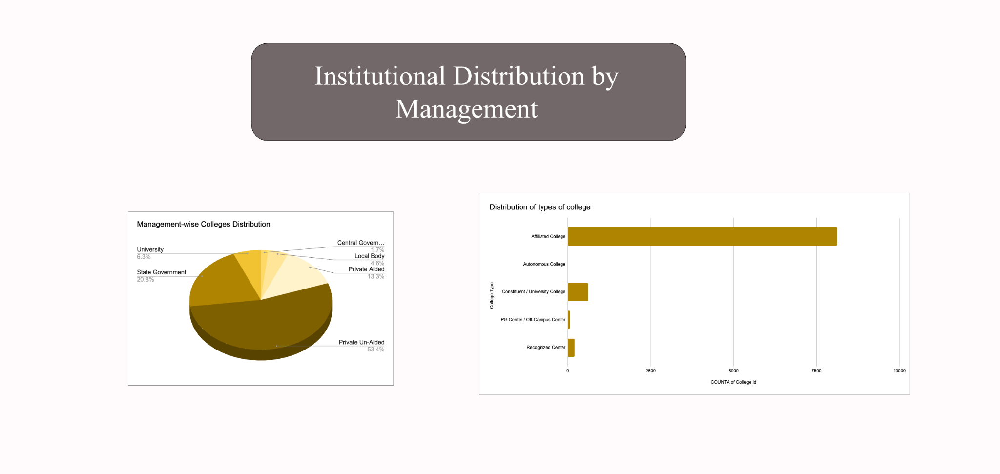 Institutional Distribution by
Management
Management-wise Colleges Distribution
University
6.3%
State Government
20.8%
Central Govern…
1.7%
Local Body
4.6%
Private Aided
13.3%
Private Un-Aided
53.4%
Distribution of types of college
College Type
Affiliated College
Autonomous College
Constituent / University College
PG Center / Off-Campus Center
Recognized Center
0 2500 5000 7500 10000
COUNTA of College Id